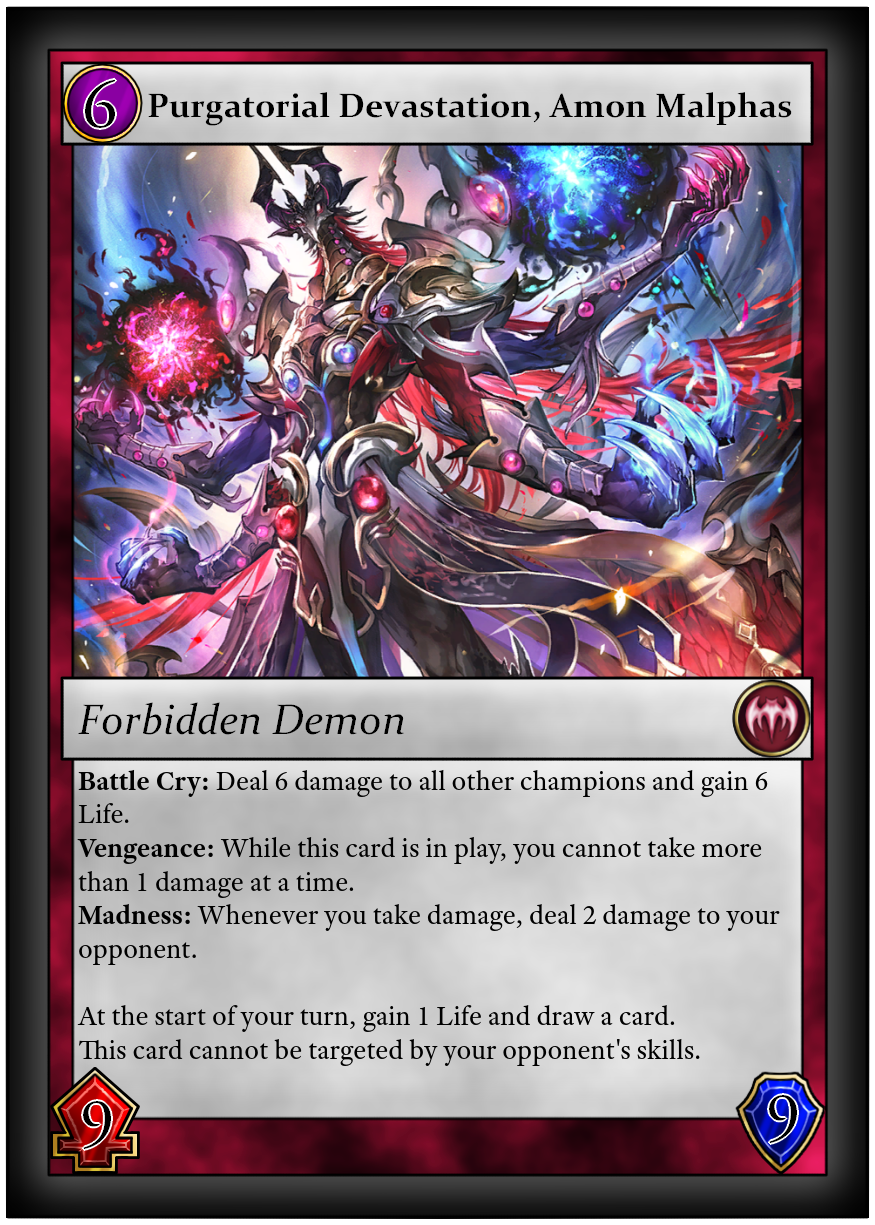 6
Purgatorial Devastation, Amon Malphas
Forbidden Demon
Battle Cry: Deal 6 damage to all other champions and gain 6
Life.
Vengeance: While this card is in play, you cannot take more
than 1 damage at a time.
Madness: Whenever you take damage, deal 2 damage to your
opponent.
At the start of your turn, gain 1 Life and draw a card.
This card cannot be targeted by your opponent's skills.
9
9